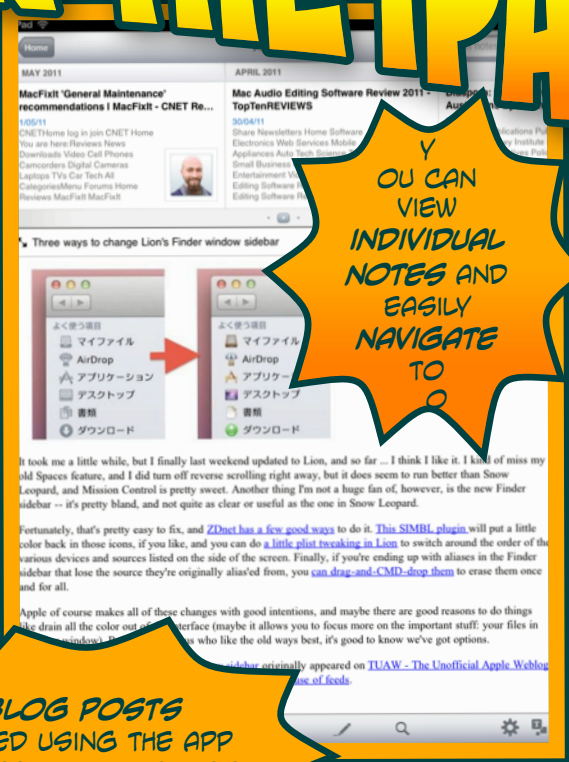 THE IPA
Pad
Home
notes
MAY 2011
MacFixIt 'General Maintenance'
recommendations | MacFixIt - CNET Re...
1/05/11
CNETHome log in join CNET Home
You are here:Reviews News
Downloads Video Cell Phones
Camcorders Digital Cameras
Laptops TVs Car Tech All
CategoriesMenu Forums Home
Reviews MacFixIt MacFixIt
APRIL 2011
Mac Audio Editing Software Review 2011 -
TopTenREVIEWS
30/04/11
Share Newsletters Home Software
Electronics Web Services Mobile
Appliances Auto Tech Science
Small Business
Entertainment
Editing Software
Editing Software
Y
OU CAN
VIEW
INDIVIDUAL
NOTES AND
EASILY
NAVIGATE
TO
O
Three ways to change Lion's Finder window sidebar
よく使う項目
マイファイル
AirDrop
アプリケーション
デスクトップ
書類
ダウンロード
よく使う項目
マイファイル
AirDrop
アプリケー
デスクトップ
書類
ダウンロード
It took me a little while, but I finally last weekend updated to Lion, and so far ... I think I like it. I kind of miss my
old Spaces feature, and I did turn off reverse scrolling right away, but it does seem to run better than Snow
Leopard, and Mission Control is pretty sweet. Another thing I'm not a huge fan of, however, is the new Finder
sidebar -- it's pretty bland, and not quite as clear or useful as the one in Snow Leopard.
Fortunately, that's pretty easy to fix, and ZDnet has a few good ways to do it. This SIMBL plugin will put a little
color back in those icons, if you like, and you can do a little plist tweaking in Lion to switch around the order of the
various devices and sources listed on the side of the screen. Finally, if you're ending up with aliases in the Finder
sidebar that lose the source they're originally alias'ed from, you can drag-and-CMD-drop them to erase them once
and for all.
Apple of course makes all of these changes with good intentions, and maybe there are good reasons to do things
like drain all the color out of terface (maybe it allows you to focus more on the important stuff: your files in
window). us who like the old ways best, it's good to know we've got options.
sidebar originally appeared on TUAW - The Unofficial Apple Weblog
use of feeds.
BLOG POSTS
ED USING THE APP